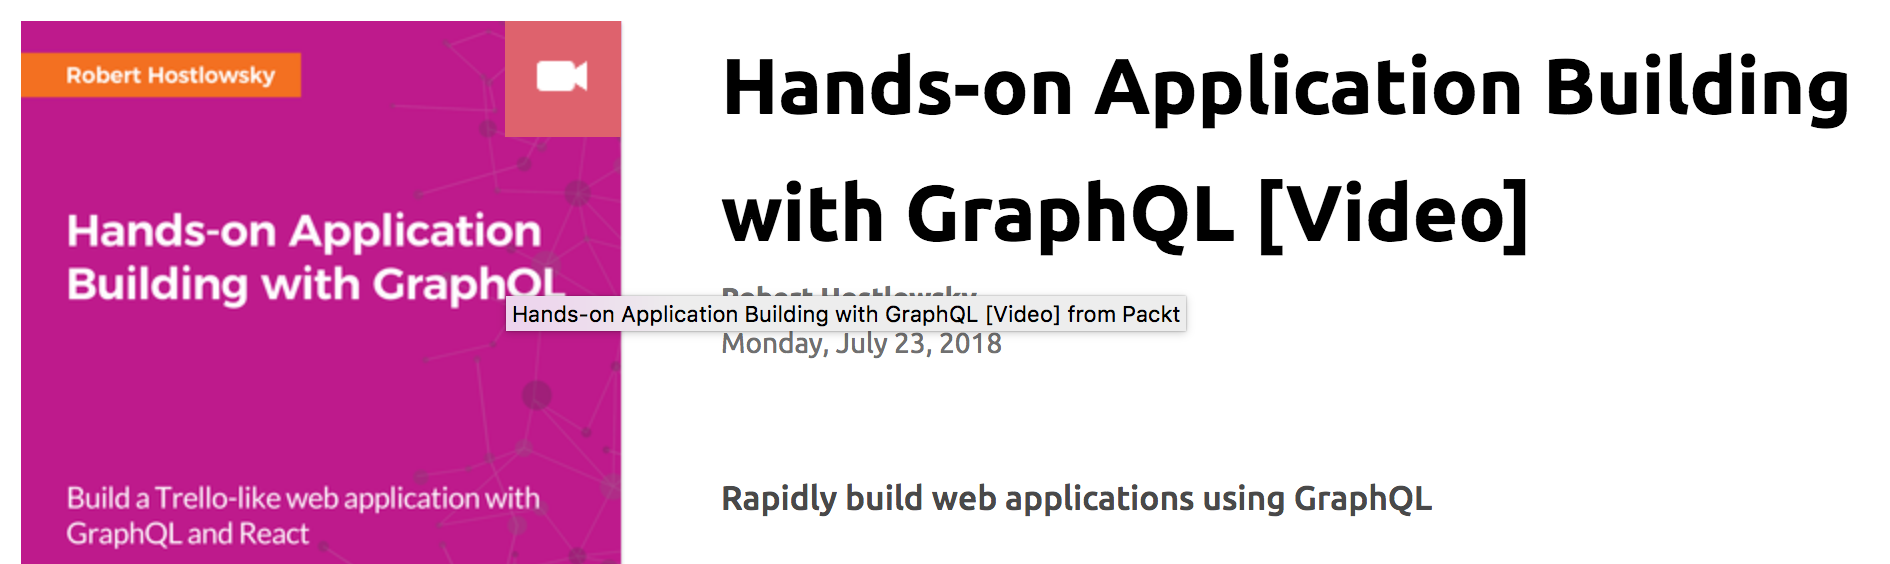 Robert Hostlowsky
Hands-on Application
Building with GraphQL
Build a Trello-like web application with
GraphQL and React
Hands-on Application Building
with GraphQL [Video]
Robert Hostlowsky
Hands-on Application Building with GraphQL [Video] from Packt
Monday, July 23, 2018
Rapidly build web applications using GraphQL